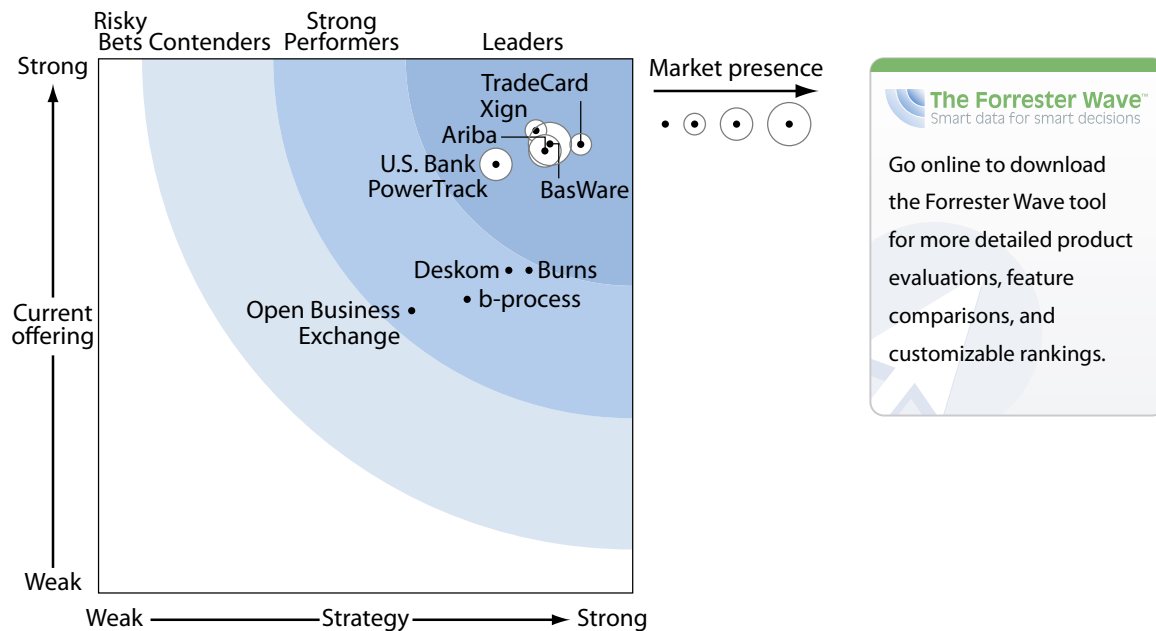 Risky
Bets
Contenders
Strong
Performers
Leaders
Strong
Current
offering
Weak
TradeCard
Xign
Ariba
U.S. Bank
PowerTrack
BasWare
Deskom
Burns
b-process
Open Business
Exchange
Weak
Strategy
Strong
Market presence
The Forrester Wave™
Smart data for smart decisions
Go online to download
the Forrester Wave tool
for more detailed product
evaluations, feature
comparisons, and
customizable rankings.